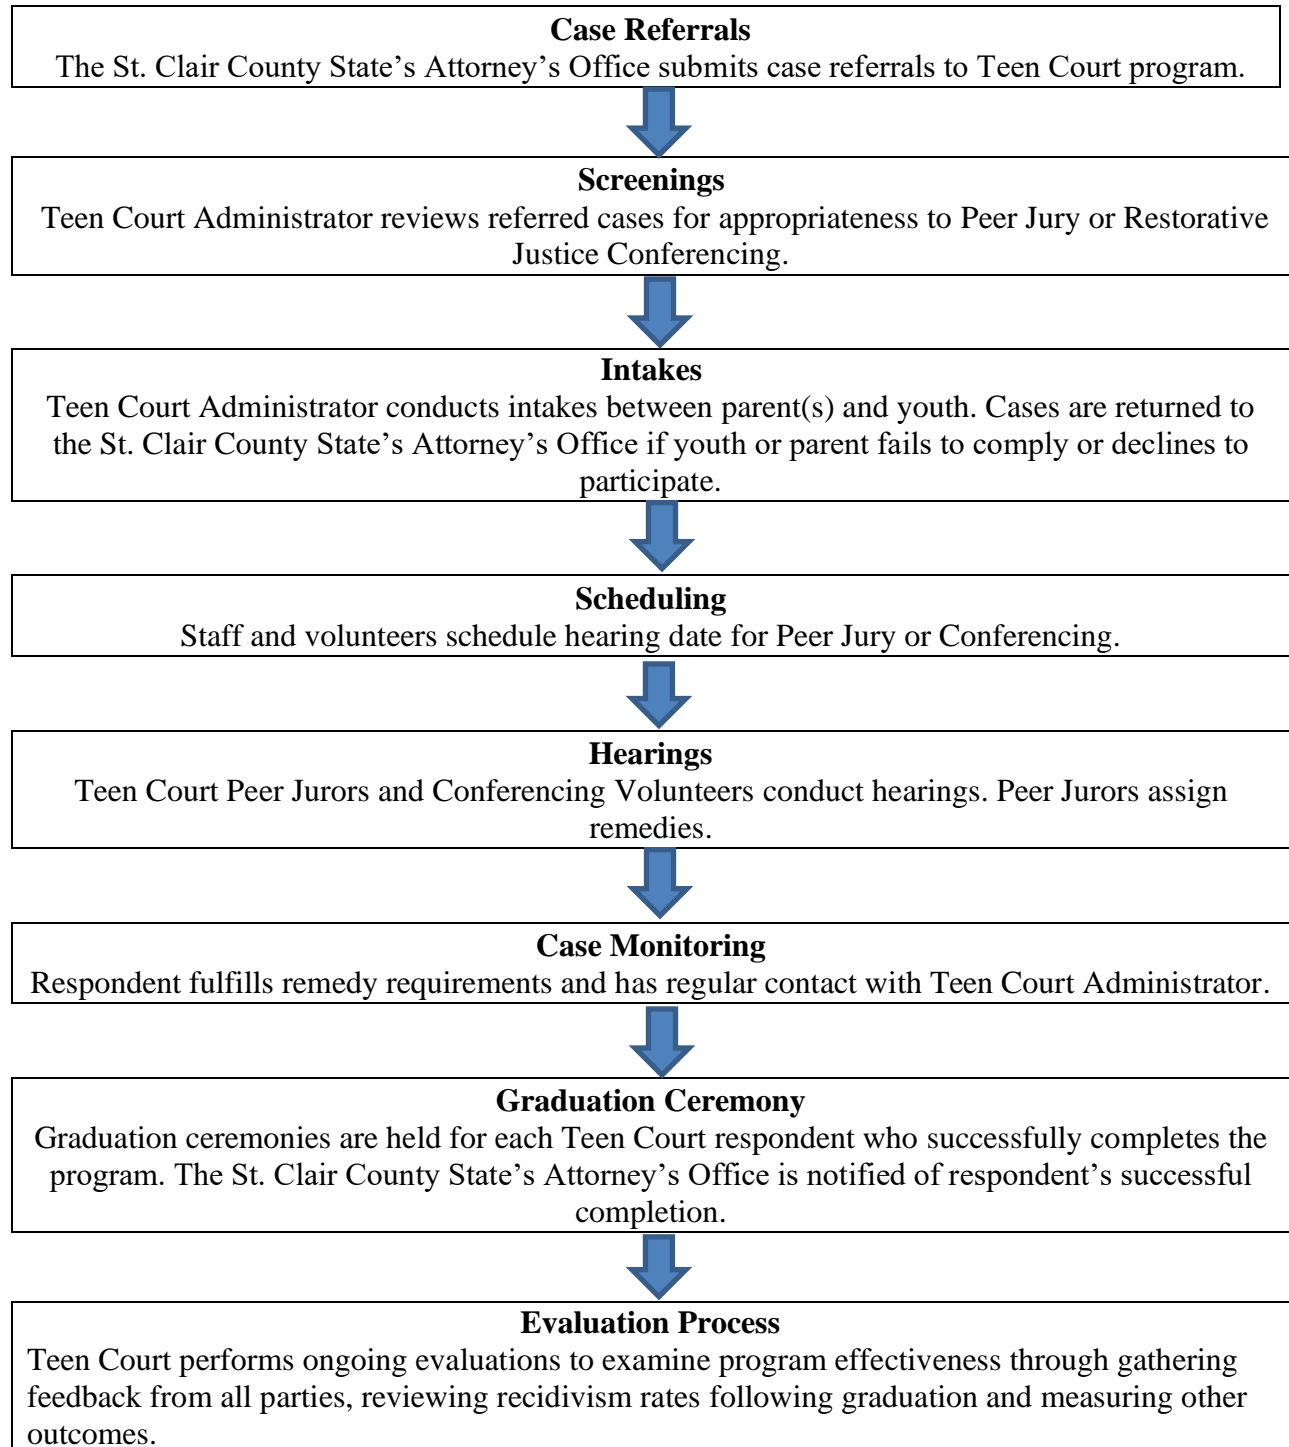 Case Referrals
The St. Clair County State’s Attorney’s Office submits case referrals to Teen Court program.
Screenings
Teen Court Administrator reviews referred cases for appropriateness to Peer Jury or Restorative
Justice Conferencing.
Intakes
Teen Court Administrator conducts intakes between parent(s) and youth. Cases are returned to
the St. Clair County State’s Attorney’s Office if youth or parent fails to comply or declines to
participate.
Scheduling
Staff and volunteers schedule hearing date for Peer Jury or Conferencing.
Hearings
Teen Court Peer Jurors and Conferencing Volunteers conduct hearings. Peer Jurors assign
remedies.
Case Monitoring
Respondent fulfills remedy requirements and has regular contact with Teen Court Administrator.
Graduation Ceremony
Graduation ceremonies are held for each Teen Court respondent who successfully completes the
program. The St. Clair County State’s Attorney’s Office is notified of respondent’s successful
completion.
Evaluation Process
Teen Court performs ongoing evaluations to examine program effectiveness through gathering
feedback from all parties, reviewing recidivism rates following graduation and measuring other
outcomes.